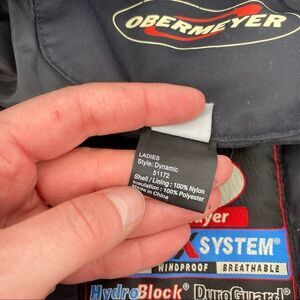 OBERMEYER
LADIES
Style: Dynamic
51172
Shell / Lining : 100% Nylon
Insulation : 100% Polyester
Made in China
SYSTEM®
WINDPROOF BREATHABLE
HydroBlock® DuroGuard®